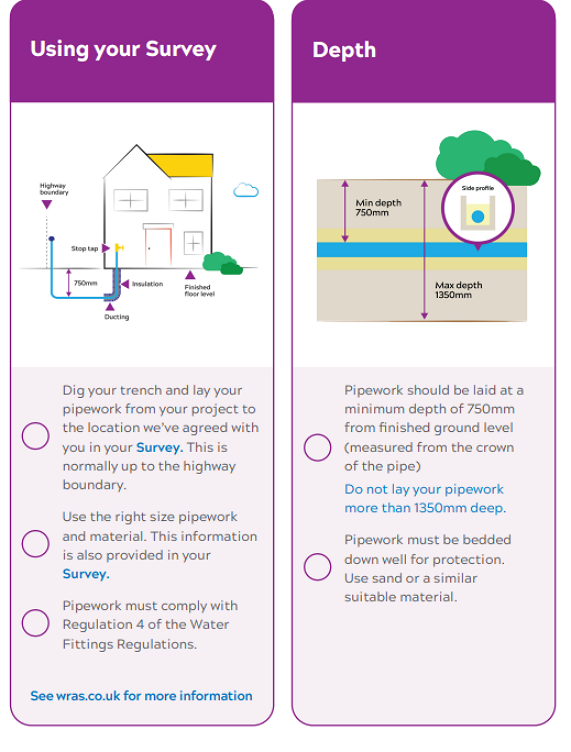 Using your Survey
Highway
boundary
Stop tap
750mm
Insulation
Ducting
Finished
floor level
Dig your trench and lay your
pipework from your project to
the location we've agreed with
you in your Survey. This is
normally up to the highway
boundary.
Use the right size pipework
and material. This information
is also provided in your
Survey.
Pipework must comply with
Regulation 4 of the Water
Fittings Regulations.
See wras.co.uk for more information
Depth
Side profile
Min depth
750mm
Max depth
1350mm
Pipework should be laid at a
minimum depth of 750mm
from finished ground level
(measured from the crown
of the pipe)
Do not lay your pipework
more than 1350mm deep.
Pipework must be bedded
down well for protection.
Use sand or a similar
suitable material.